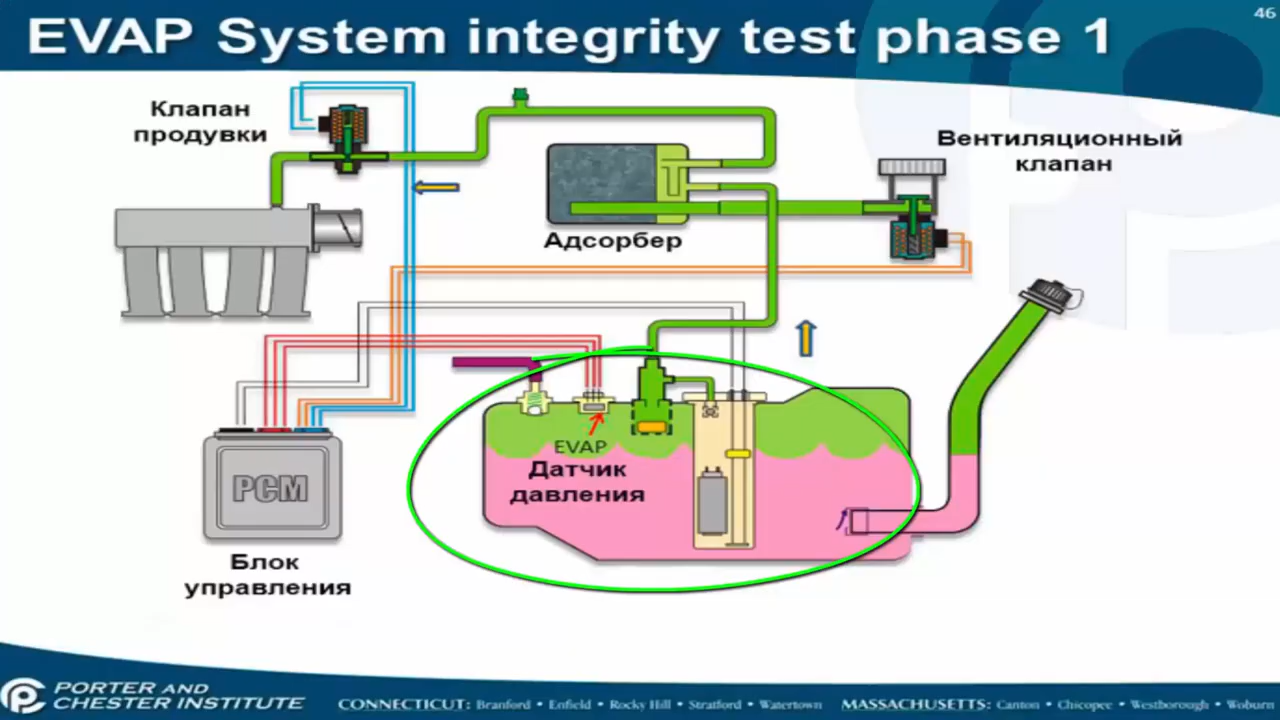 46
EVAP System integrity test phase 1
Клапан
продувки
Вентиляционный
клапан
Адсорбер
EVAP
Датчик
давления
PCM
Блок
управления
PORTER AND
CHESTER INSTITUTE
CONNECTICUT: Branford • Enfield • Rocky Hill • Stratford • Watertown MASSACHUSETTS: Canton • Chicopee • Westborough • Woburn